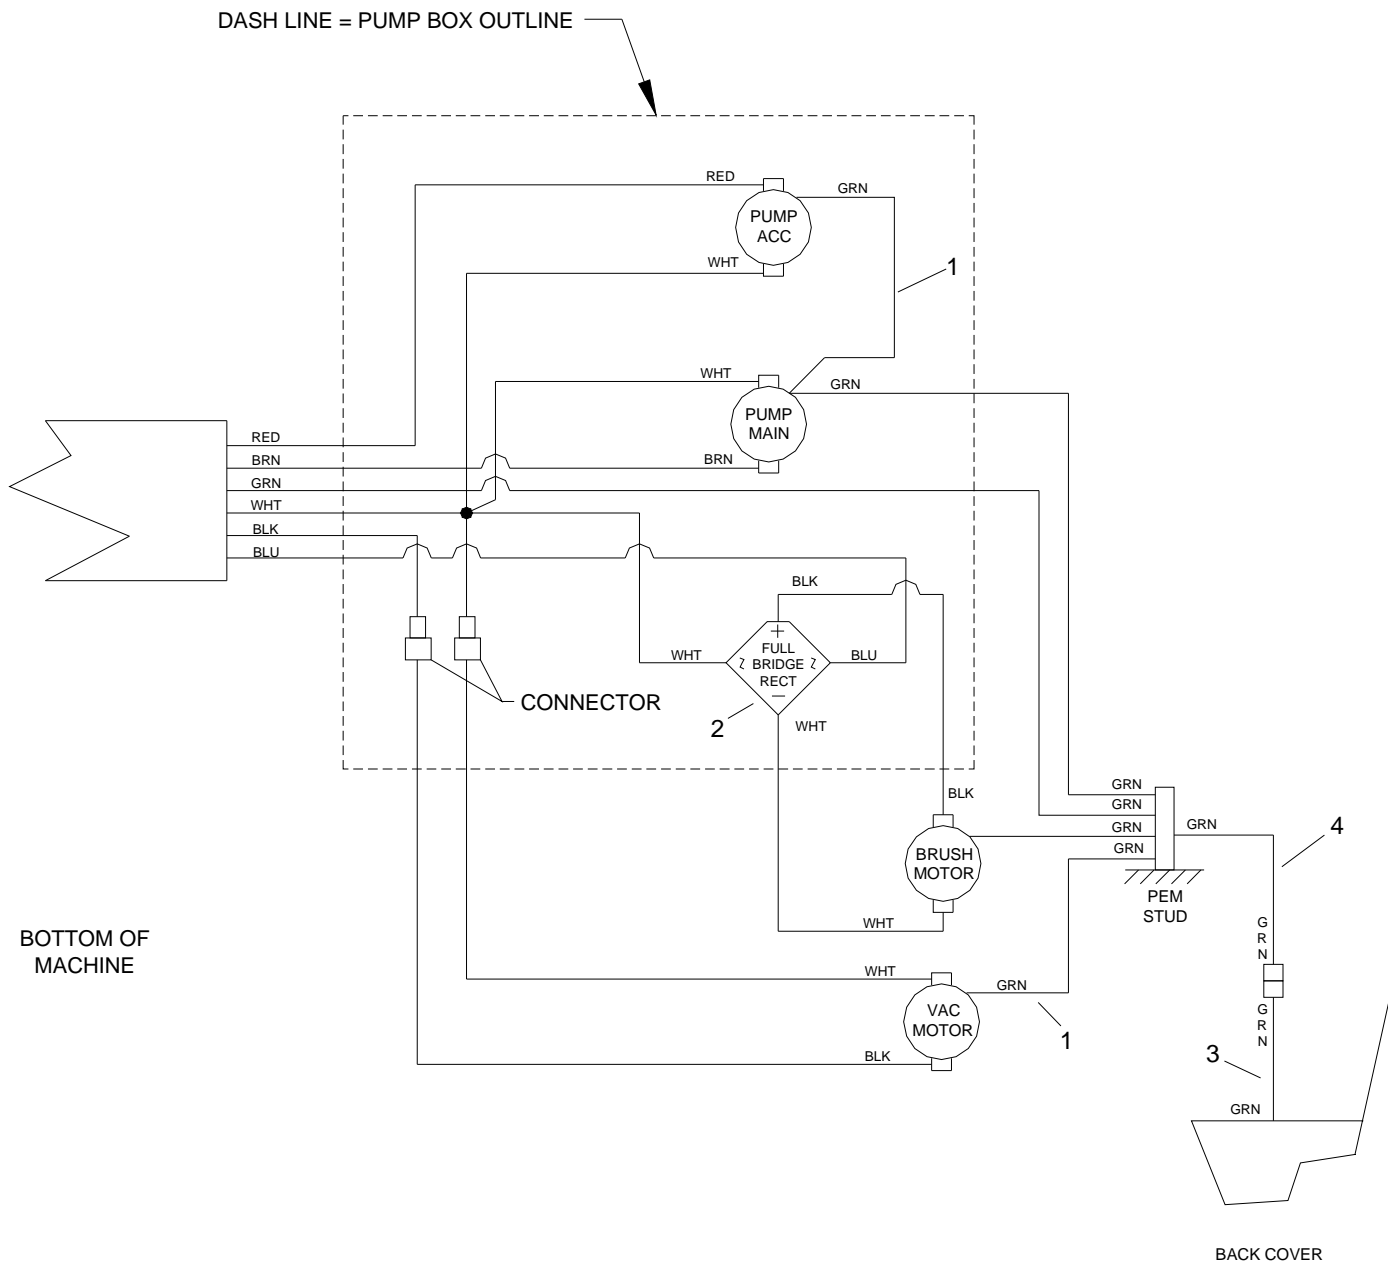 DASH LINE = PUMP BOX OUTLINE
RED
GRN
PUMP
ACC
WHT
1
WHT
GRN
PUMP
MAIN
BRN
RED
BRN
GRN
WHT
BLK
BLU
BLK
+
FULL
BRIDGE
RECT
~ ~
−
WHT
BLU
CONNECTOR
2
WHT
BLK
GRN
GRN
GRN
GRN
GRN
4
BRUSH
MOTOR
PEM
STUD
WHT
GRN
BOTTOM OF
MACHINE
WHT
GRN
VAC
MOTOR
1
BLK
GRN
3
GRN
BACK COVER